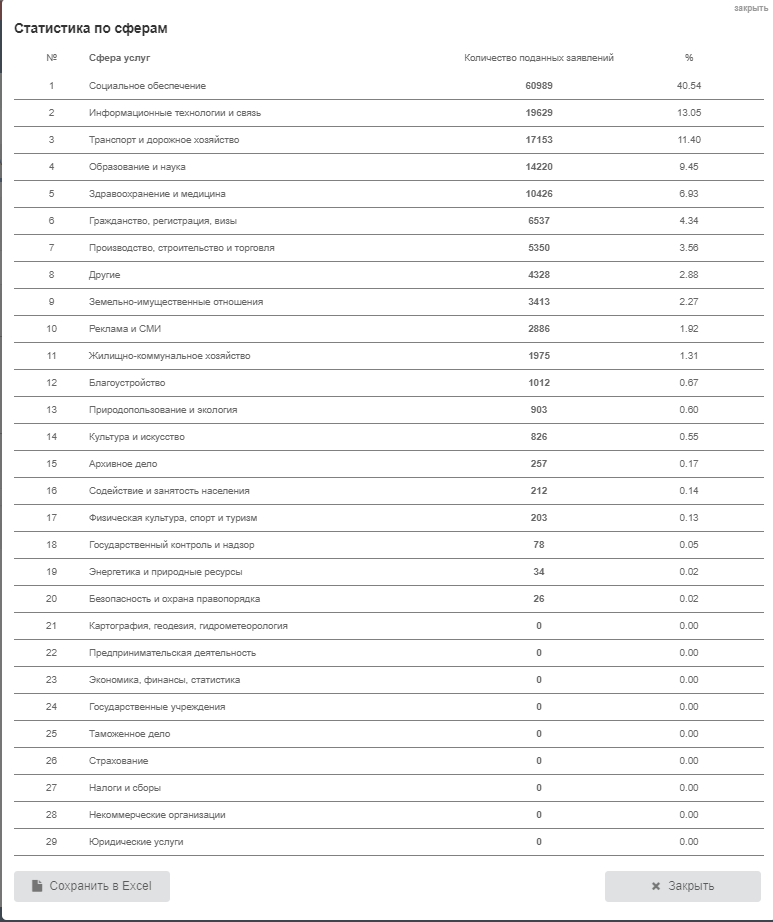 закрыть
Статистика по сферам
№ Сфера услуг Количество поданных заявлений %
1 Социальное обеспечение 60989 40.54
2 Информационные технологии и связь 19629 13.05
3 Транспорт и дорожное хозяйство 17153 11.40
4 Образование и наука 14220 9.45
5 Здравоохранение и медицина 10426 6.93
6 Гражданство, регистрация, визы 6537 4.34
7 Производство, строительство и торговля 5350 3.56
8 Другие 4328 2.88
9 Земельно-имущественные отношения 3413 2.27
10 Реклама и СМИ 2886 1.92
11 Жилищно-коммунальное хозяйство 1975 1.31
12 Благоустройство 1012 0.67
13 Природопользование и экология 903 0.60
14 Культура и искусство 826 0.55
15 Архивное дело 257 0.17
16 Содействие и занятость населения 212 0.14
17 Физическая культура, спорт и туризм 203 0.13
18 Государственный контроль и надзор 78 0.05
19 Энергетика и природные ресурсы 34 0.02
20 Безопасность и охрана правопорядка 26 0.02
21 Картография, геодезия, гидрометеорология 0 0.00
22 Предпринимательская деятельность 0 0.00
23 Экономика, финансы, статистика 0 0.00
24 Государственные учреждения 0 0.00
25 Таможенное дело 0 0.00
26 Страхование 0 0.00
27 Налоги и сборы 0 0.00
28 Некоммерческие организации 0 0.00
29 Юридические услуги 0 0.00
Сохранить в Excel Закрыть